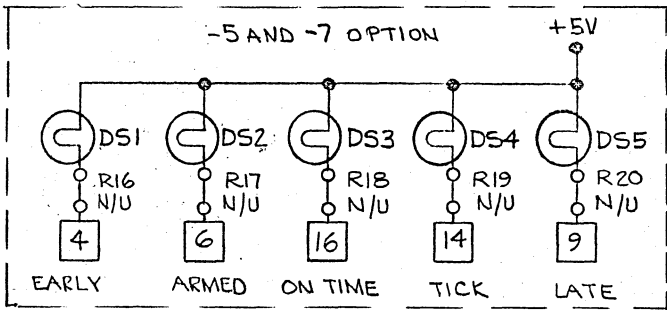 -5 AND -7 OPTION
+5V
DS1 DS2 DS3 DS4 DS5
R16 R17 R18 R19 R20
N/U N/U N/U N/U N/U
4 6 16 14 9
EARLY ARMED ON TIME TICK LATE